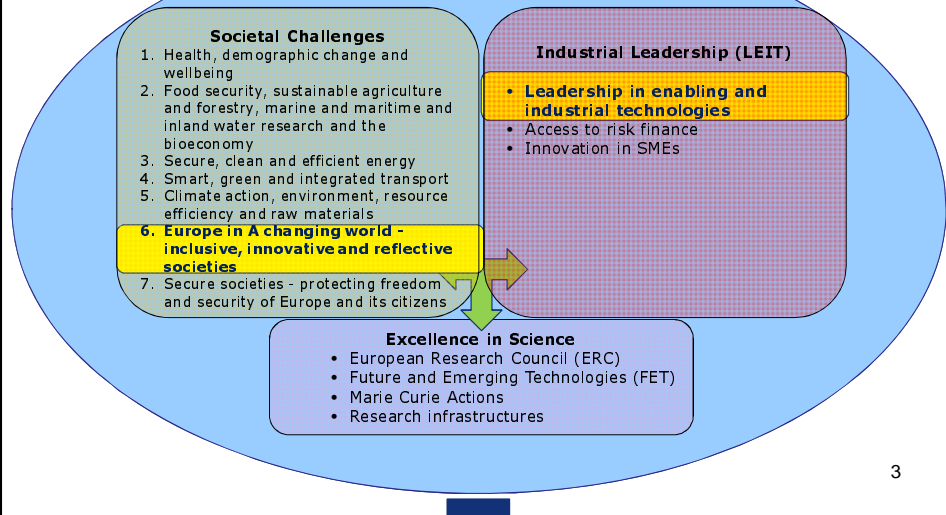 Societal Challenges
1. Health, demographic change and
wellbeing
2. Food security, sustainable agriculture
and forestry, marine and maritime and
inland water research and the
bioeconomy
3. Secure, clean and efficient energy
4. Smart, green and integrated transport
5. Climate action, environment, resource
efficiency and raw materials
6. Europe in A changing world -
inclusive, innovative and reflective
societies
7. Secure societies - protecting freedom
and security of Europe and its citizens
Industrial Leadership (LEIT)
• Leadership in enabling and
industrial technologies
• Access to risk finance
• Innovation in SMEs
Excellence in Science
• European Research Council (ERC)
• Future and Emerging Technologies (FET)
• Marie Curie Actions
• Research infrastructures
3